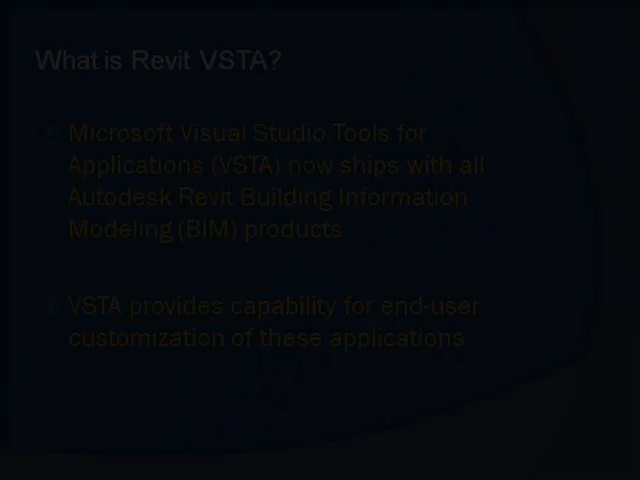 What is Revit VSTA?
Microsoft Visual Studio Tools for
Applications (VSTA) now ships with all
Autodesk Revit Building Information
Modeling (BIM) products
VSTA provides capability for end-user
customization of these applications